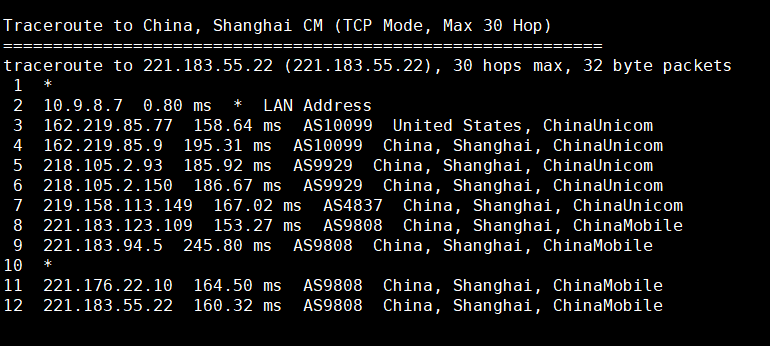 Traceroute to China, Shanghai CM (TCP Mode, Max 30 Hop)
============================================================
traceroute to 221.183.55.22 (221.183.55.22), 30 hops max, 32 byte packets
1  *
2  10.9.8.7  0.80 ms  *  LAN Address
3  162.219.85.77  158.64 ms  AS10099  United States, ChinaUnicom
4  162.219.85.9  195.31 ms  AS10099  China, Shanghai, ChinaUnicom
5  218.105.2.93  185.92 ms  AS9929  China, Shanghai, ChinaUnicom
6  218.105.2.150  186.67 ms  AS9929  China, Shanghai, ChinaUnicom
7  219.158.113.149  167.02 ms  AS4837  China, Shanghai, ChinaUnicom
8  221.183.123.109  153.27 ms  AS9808  China, Shanghai, ChinaMobile
9  221.183.94.5  245.80 ms  AS9808  China, Shanghai, ChinaMobile
10  *
11  221.176.22.10  164.50 ms  AS9808  China, Shanghai, ChinaMobile
12  221.183.55.22  160.32 ms  AS9808  China, Shanghai, ChinaMobile